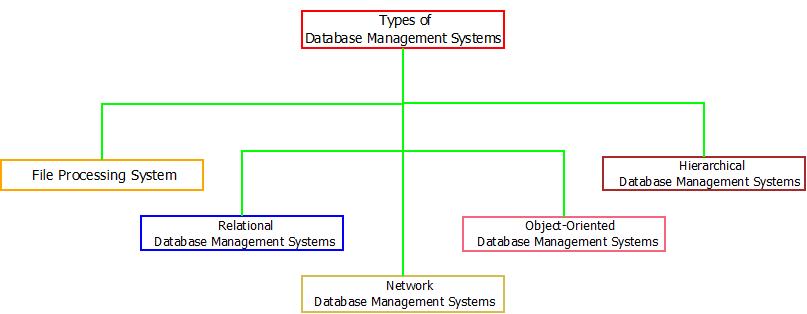 Types of
Database Management Systems
File Processing System
Hierarchical
Database Management Systems
Relational
Database Management Systems
Object-Oriented
Database Management Systems
Network
Database Management Systems